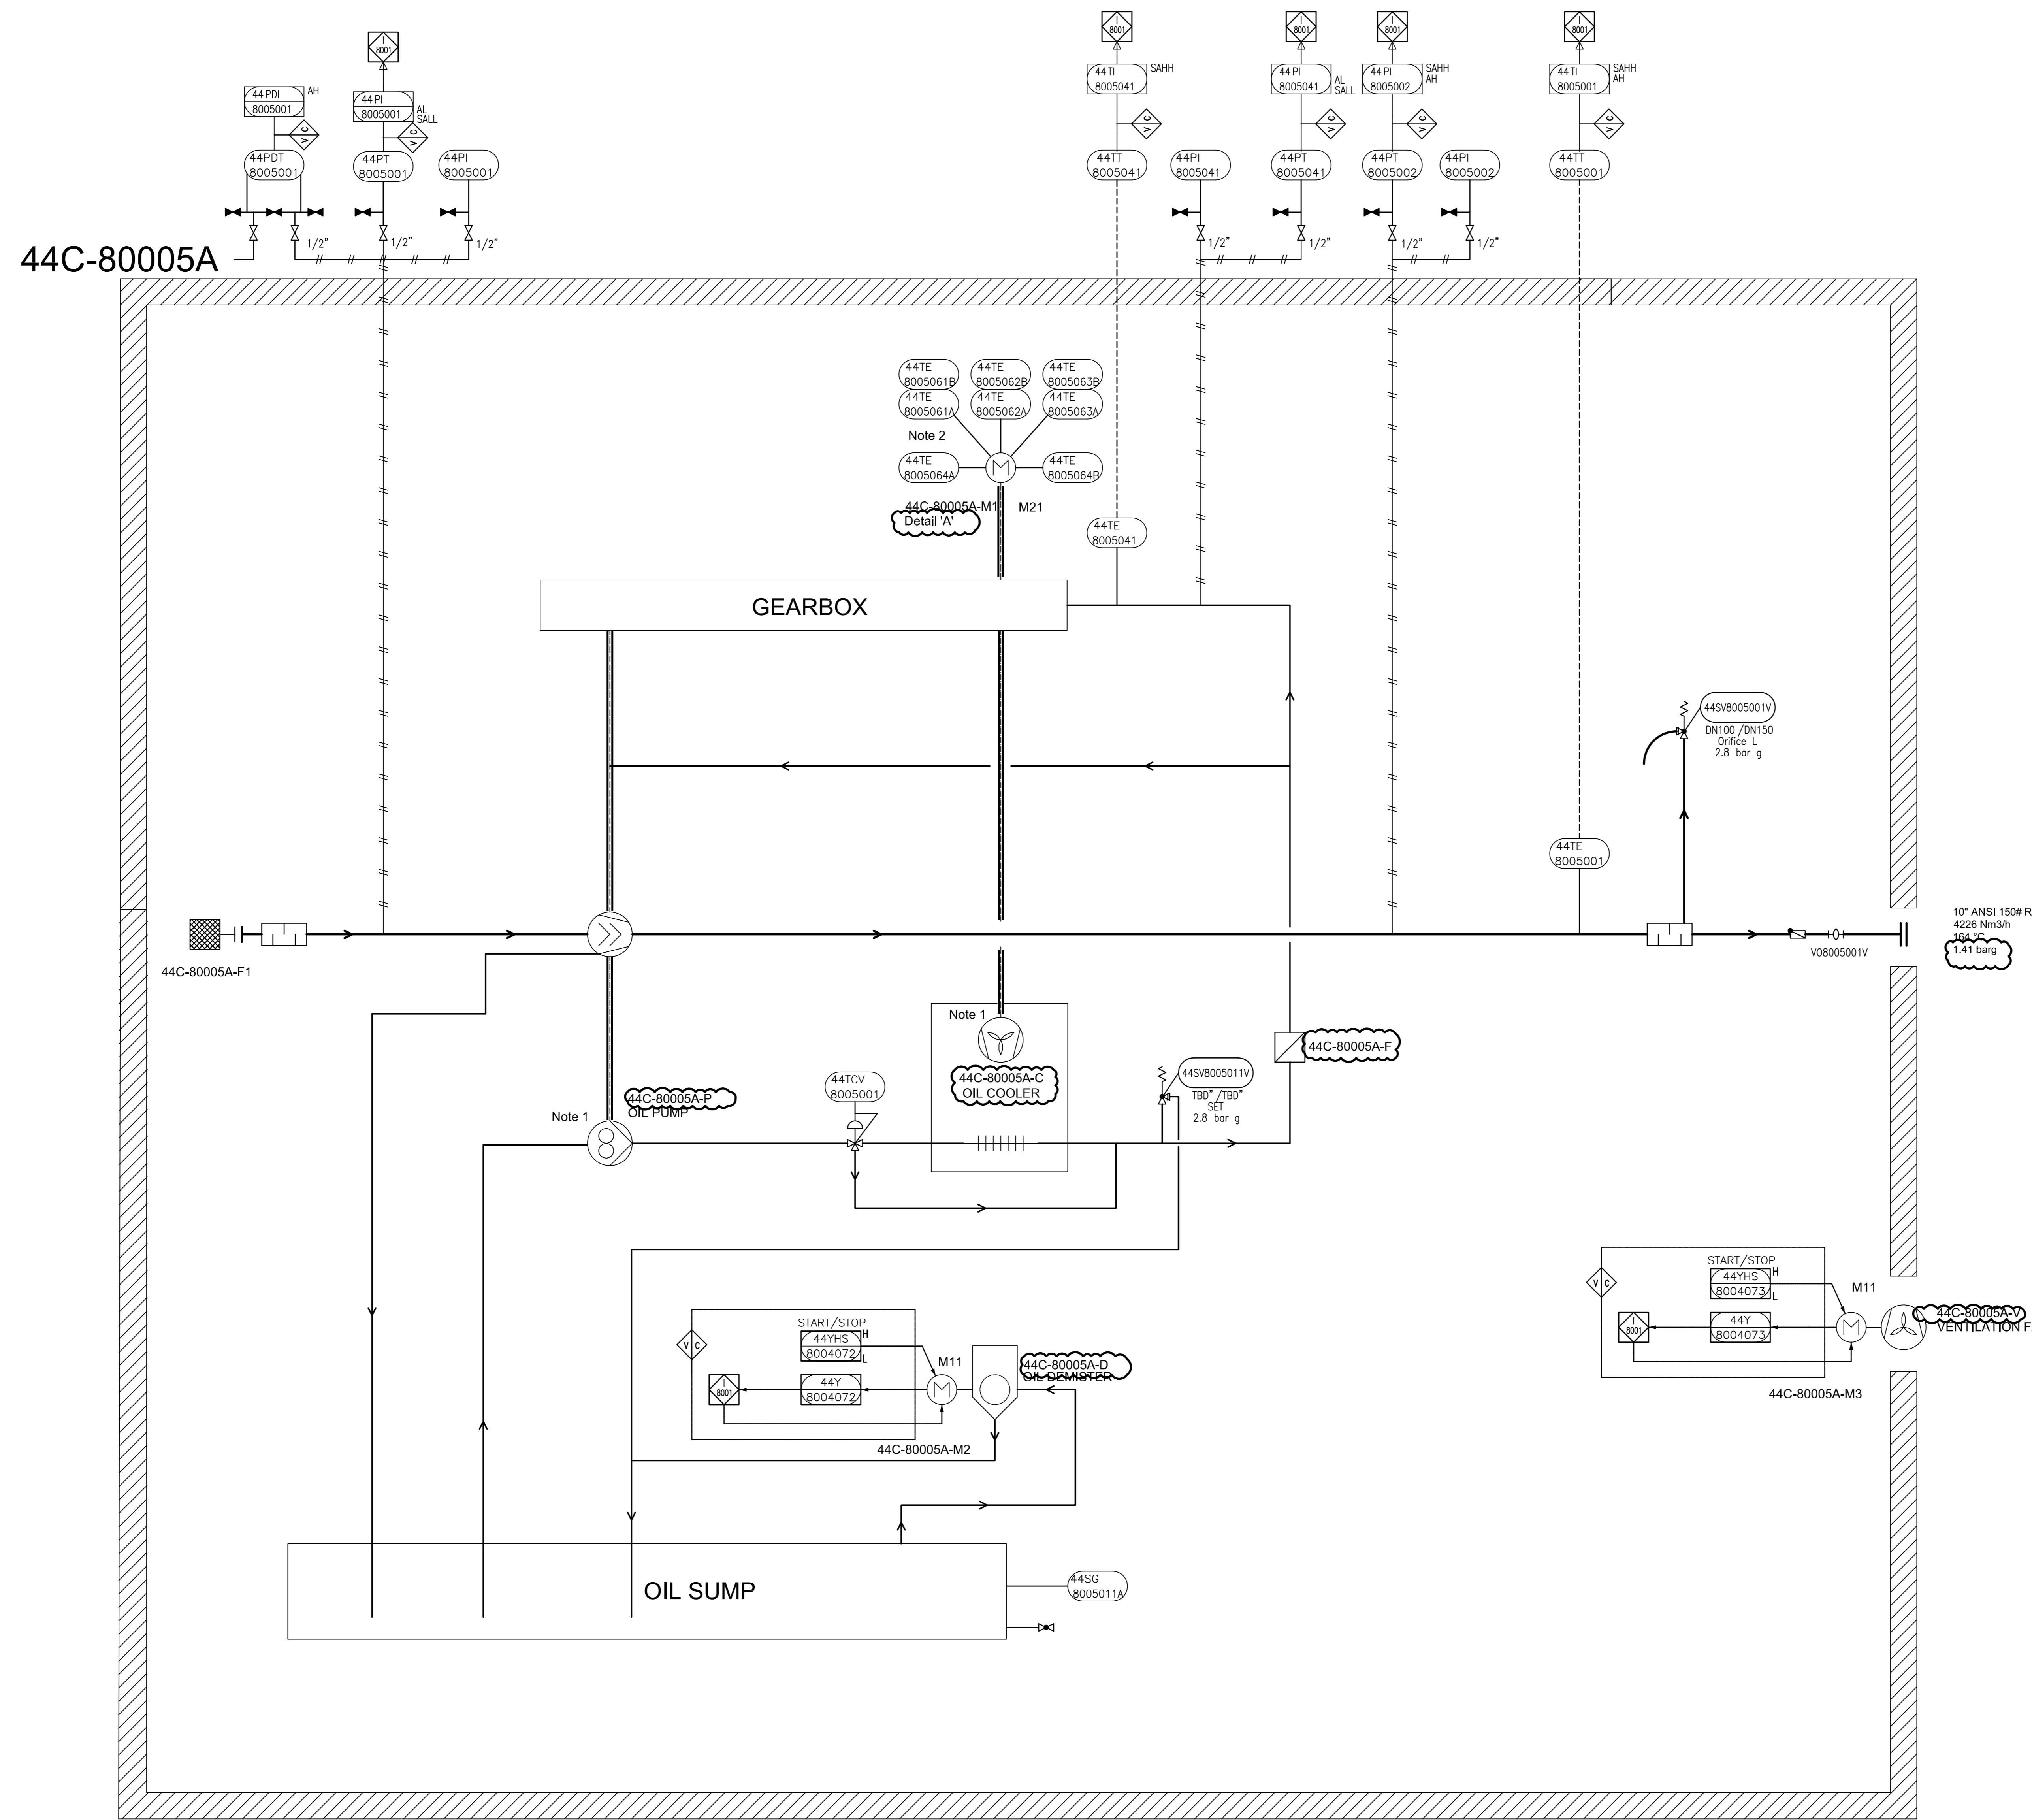 8001
8001
8001
8001
8001
44 PDI
8005001
AH
44 PI
8005001
AL
SALL
44 TI
8005041
SAHH
44 PI
8005041
AL
SALL
44 PI
8005002
SAHH
AH
44 TI
8005001
SAHH
AH
V C
V C
V C
V C
V C
V C
44PDT
8005001
44PT
8005001
44PI
8005001
44TT
8005041
44PI
8005041
44PT
8005041
44PT
8005002
44PI
8005002
44TT
8005001
1/2"
1/2"
1/2"
1/2"
1/2"
1/2"
1/2"
44C-80005A
44TE
8005061B
44TE
8005062B
44TE
8005063B
44TE
8005061A
44TE
8005062A
44TE
8005063A
Note 2
44TE
8005064A
M
44TE
8005064B
44C-80005A-M1
M21
Detail 'A'
44TE
8005041
GEARBOX
44SV8005001V
DN100 /DN150
Orifice L
2.8 bar g
44TE
8005001
10" ANSI 150# R
4226 Nm3/h
164 °C
1.41 barg
VO8005001V
44C-80005A-F1
Note 1
44C-80005A-F
44C-80005A-C
OIL COOLER
44SV8005011V
TBD" /TBD"
SET
2.8 bar g
44TCV
8005001
44C-80005A-P
OIL PUMP
Note 1
START/STOP
44YHS
8004073
H
L
M11
V C
8001
44Y
8004073
M
44C-80005A-V
VENTILATION F
44C-80005A-M3
START/STOP
44YHS
8004072
H
L
M11
V C
8001
44Y
8004072
M
44C-80005A-D
OIL DEMISTER
44C-80005A-M2
OIL SUMP
44SG
8005011A